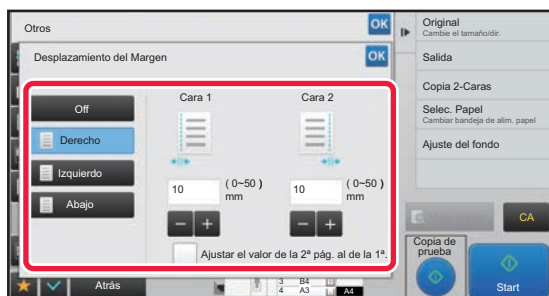 Otros
OK
Desplazamiento del Margen
OK
Off
Derecho
Izquierdo
Abajo
Cara 1
Cara 2
10
( 0~50 )
mm
10
( 0~50 )
mm
Ajustar el valor de la 2ª pág. al de la 1ª.
Atrás
3 B4
4 A3
A4
Original
Cambie el tamaño/dir.
Salida
Copia 2-Caras
Selec. Papel
Cambiar bandeja de alim. papel
Ajuste del fondo
CA
Copia de
prueba
Start